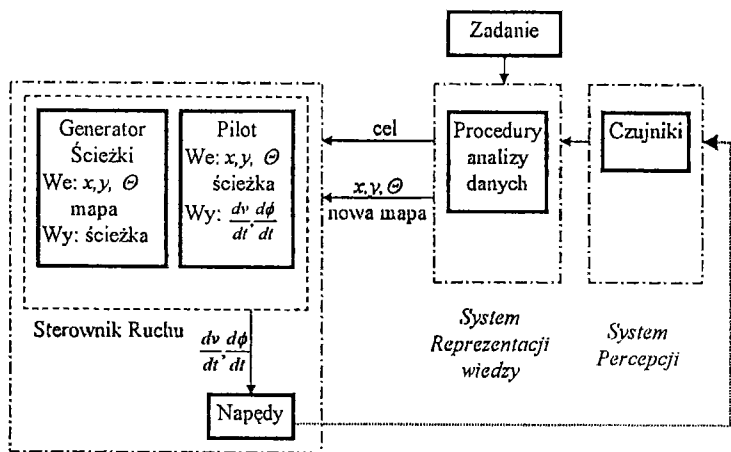 Zadanie
Generator
Ścieżki
We: x, y, Θ
mapa
Wy: ścieżka
Pilot
We: x, y, Θ
ścieżka
Wy: dv/dt, dϕ/dt
cel
x, y, Θ
nowa mapa
Procedury
analizy
danych
Czujniki
Sterownik Ruchu
dv/dt, dϕ/dt
Napędy
System
Reprezentacji
wiedzy
System
Percepcji